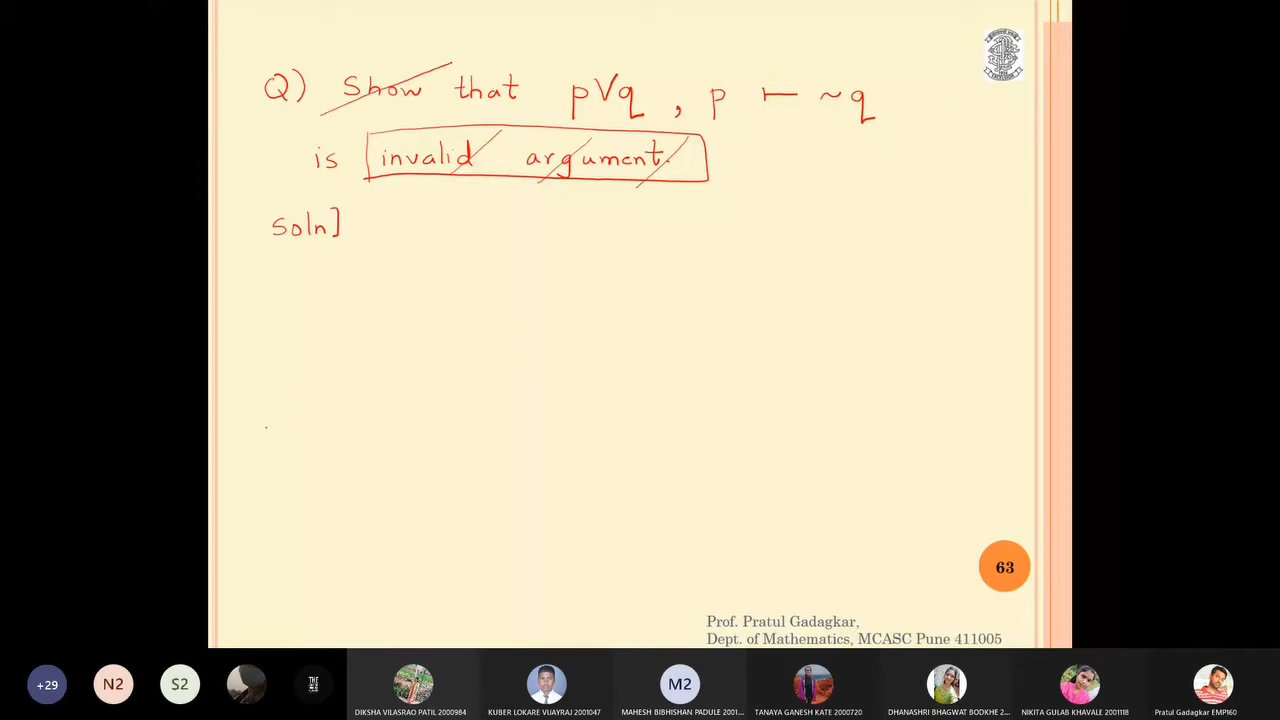 Q) Show that p∨q , p ⊢ ~q
is invalid argument.
soln]
63
Prof. Pratul Gadagkar,
Dept. of Mathematics, MCASC Pune 411005
+29 N2 S2 M2
DIKSHA VILASRAO PATIL 2000984 KUBER LOKARE VIJAYRAJ 2001047 MAHESH BIBHISHAN PADULE 2001... TANAYA GANESH KATE 2000720 DHANASHRI BHAGWAT BODKHE 2... NIKITA GULAB KHAVALE 2001118 Pratul Gadagkar EMP160